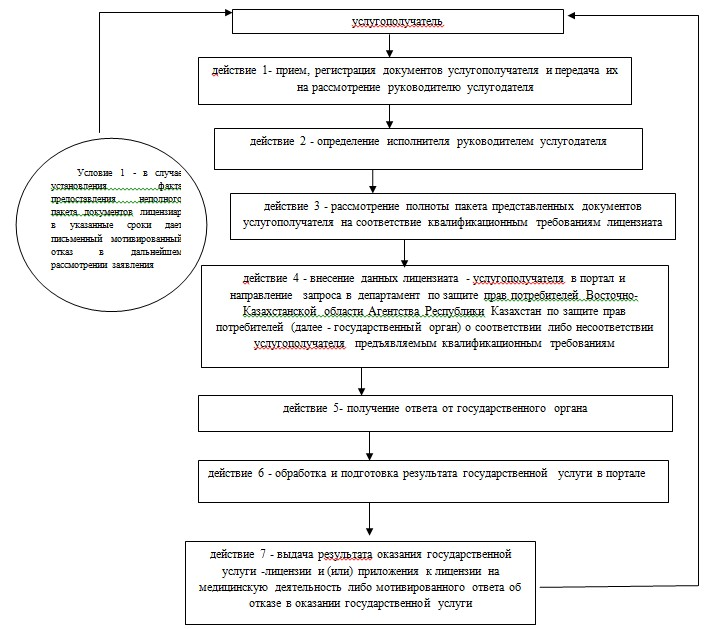 услугополучатель
действие 1- прием, регистрация документов услугополучателя и передача их
на рассмотрение руководителю услугодателя
действие 2 - определение исполнителя руководителем услугодателя
Условие 1 - в случае
установления факта
предоставления неполного
пакета документов лицензиар
в указанные сроки дает
письменный мотивированный
отказ в дальнейшем
рассмотрении заявления
действие 3 - рассмотрение полноты пакета представленных документов
услугополучателя на соответствие квалификационным требованиям лицензиата
действие 4 - внесение данных лицензиата - услугополучателя в портал и
направление запроса в департамент по защите прав потребителей Восточно-
Казахстанской области Агентства Республики Казахстан по защите прав
потребителей (далее - государственный орган) о соответствии либо несоответствии
услугополучателя предъявляемым квалификационным требованиям
действие 5- получение ответа от государственного органа
действие 6 - обработка и подготовка результата государственной услуги в портале
действие 7 - выдача результата оказания государственной
услуги -лицензии и (или) приложения к лицензии на
медицинскую деятельность либо мотивированного ответа об
отказе в оказании государственной услуги